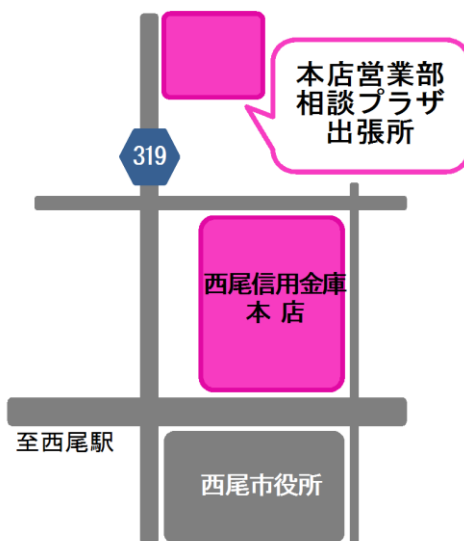 本店営業部
相談プラザ
出張所
319
西尾信用金庫
本 店
至西尾駅
西尾市役所